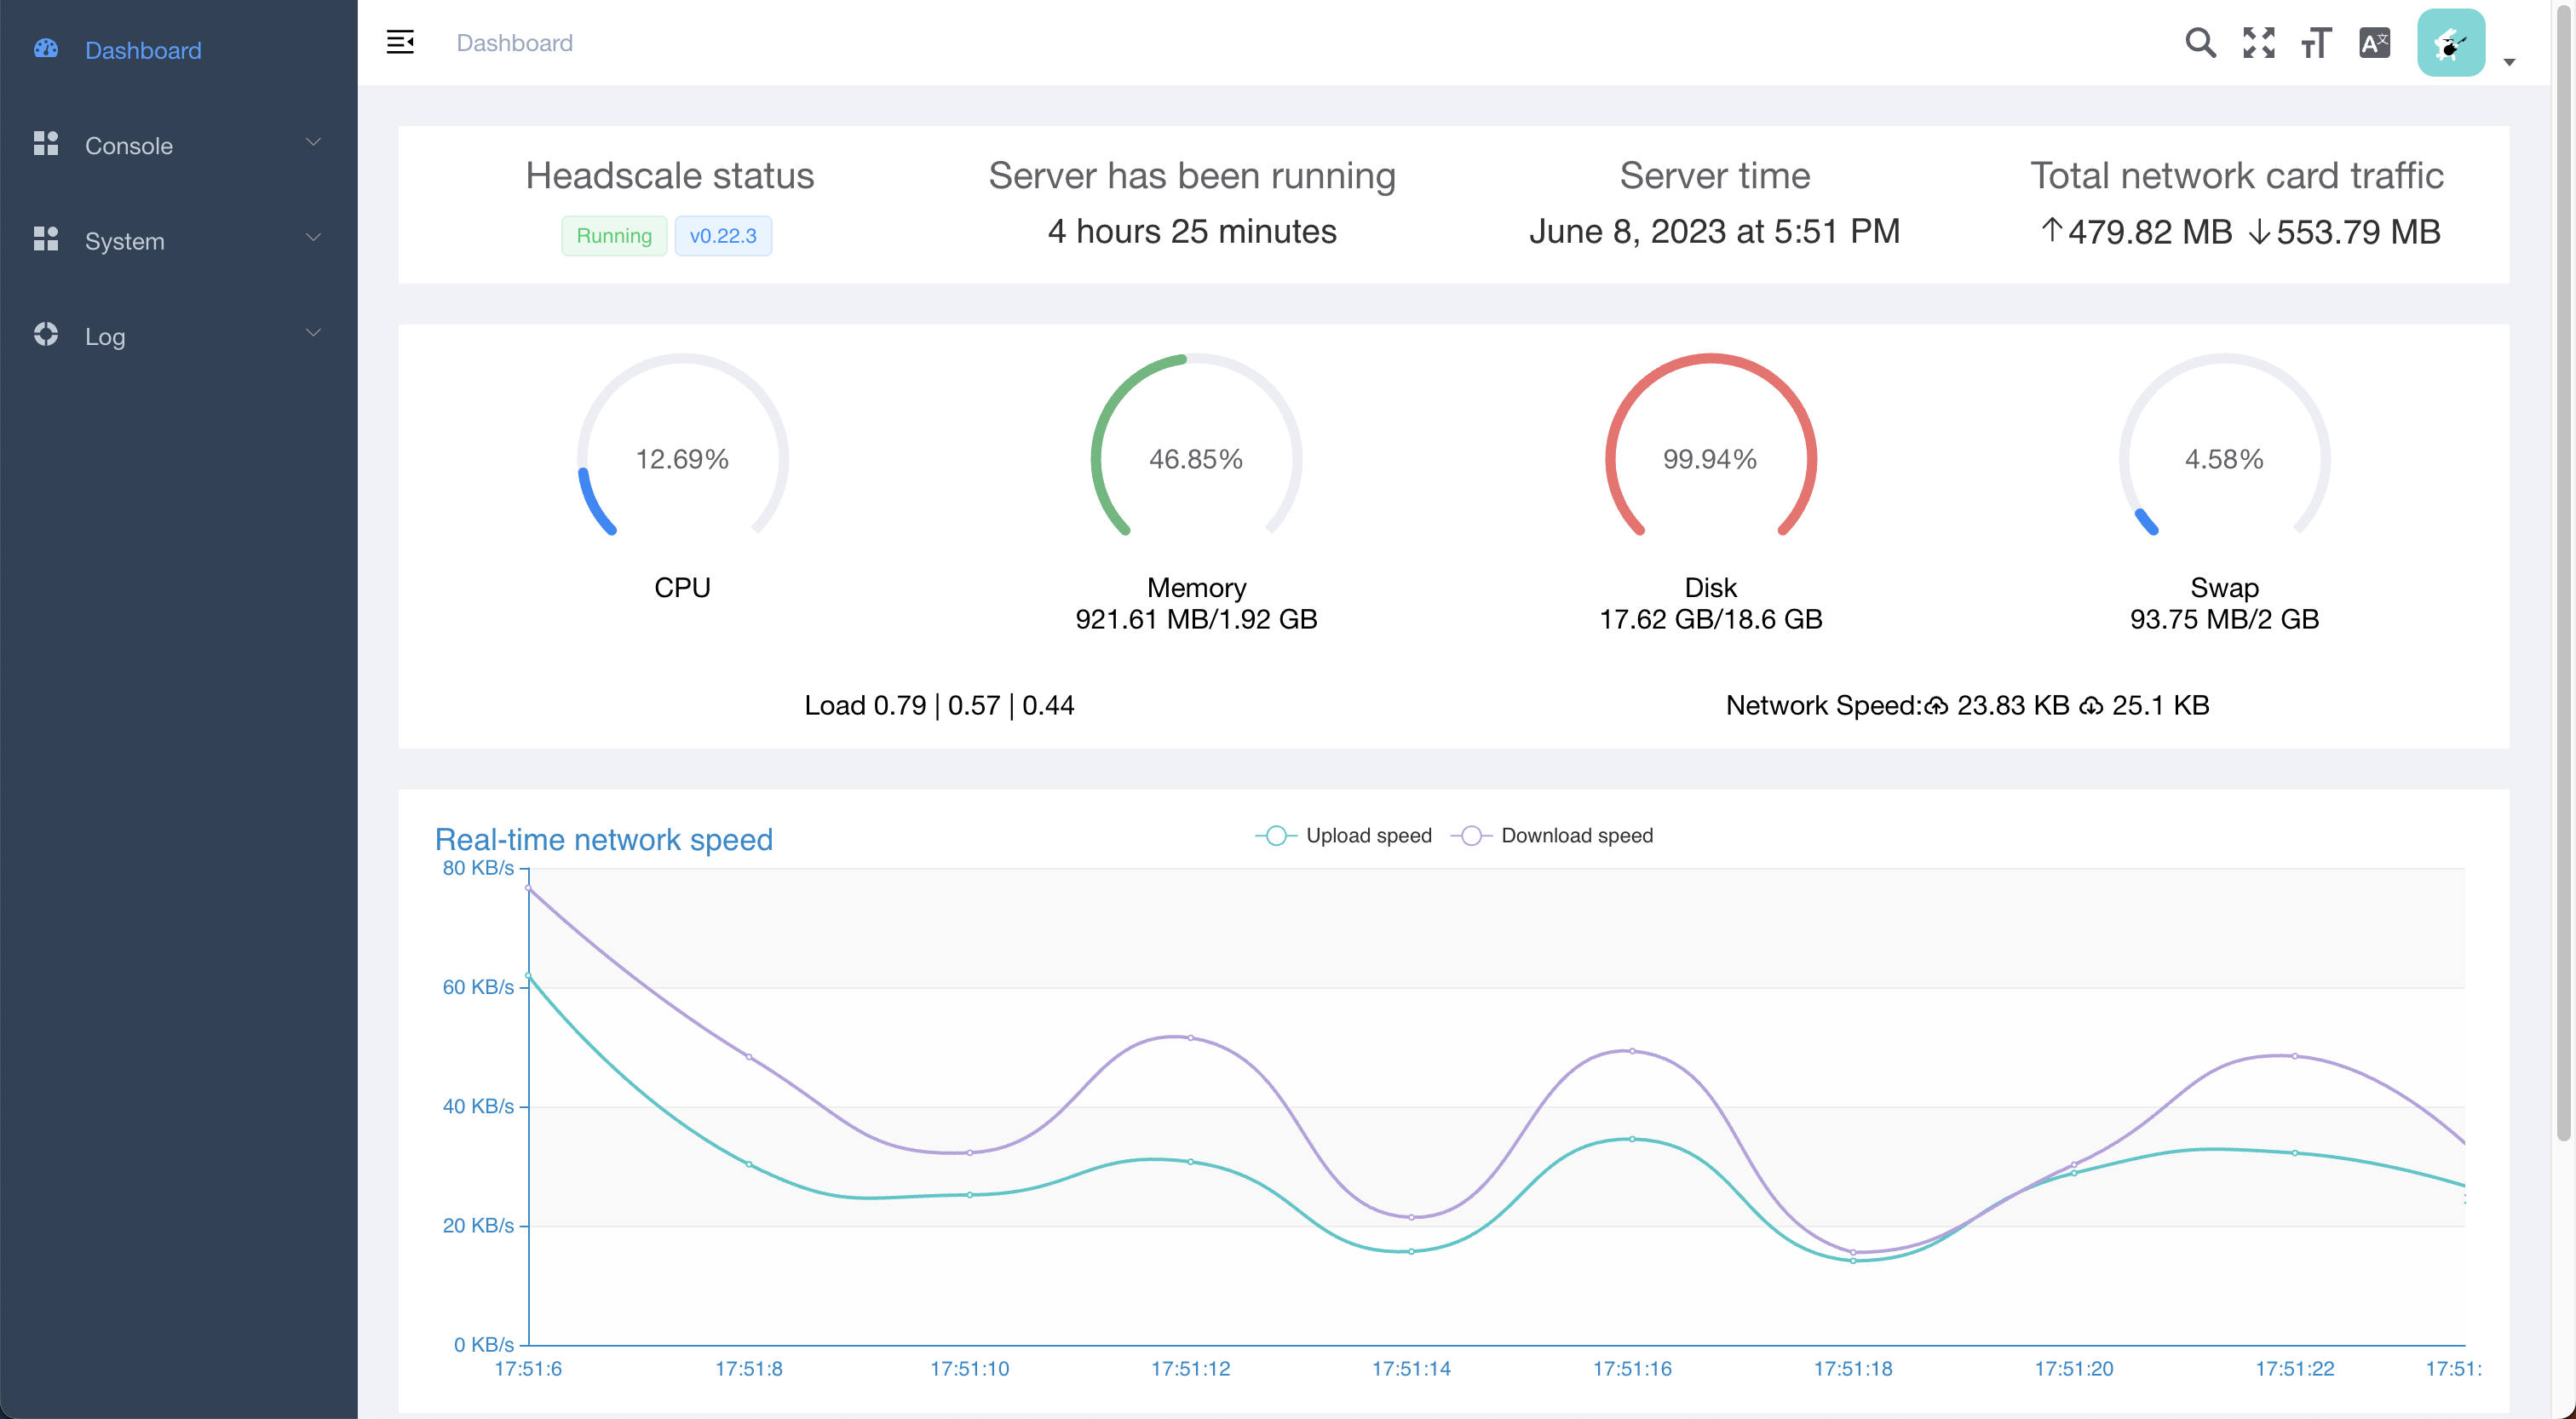 Dashboard
Console
System
Log
Dashboard
Headscale status
Running v0.22.3
Server has been running
4 hours 25 minutes
Server time
June 8, 2023 at 5:51 PM
Total network card traffic
↑479.82 MB ↓553.79 MB
12.69%
CPU
46.85%
Memory
921.61 MB/1.92 GB
99.94%
Disk
17.62 GB/18.6 GB
4.58%
Swap
93.75 MB/2 GB
Load 0.79 | 0.57 | 0.44
Network Speed: 23.83 KB 25.1 KB
Real-time network speed
Upload speed Download speed
80 KB/s
60 KB/s
40 KB/s
20 KB/s
0 KB/s
17:51:6 17:51:8 17:51:10 17:51:12 17:51:14 17:51:16 17:51:18 17:51:20 17:51:22 17:51: